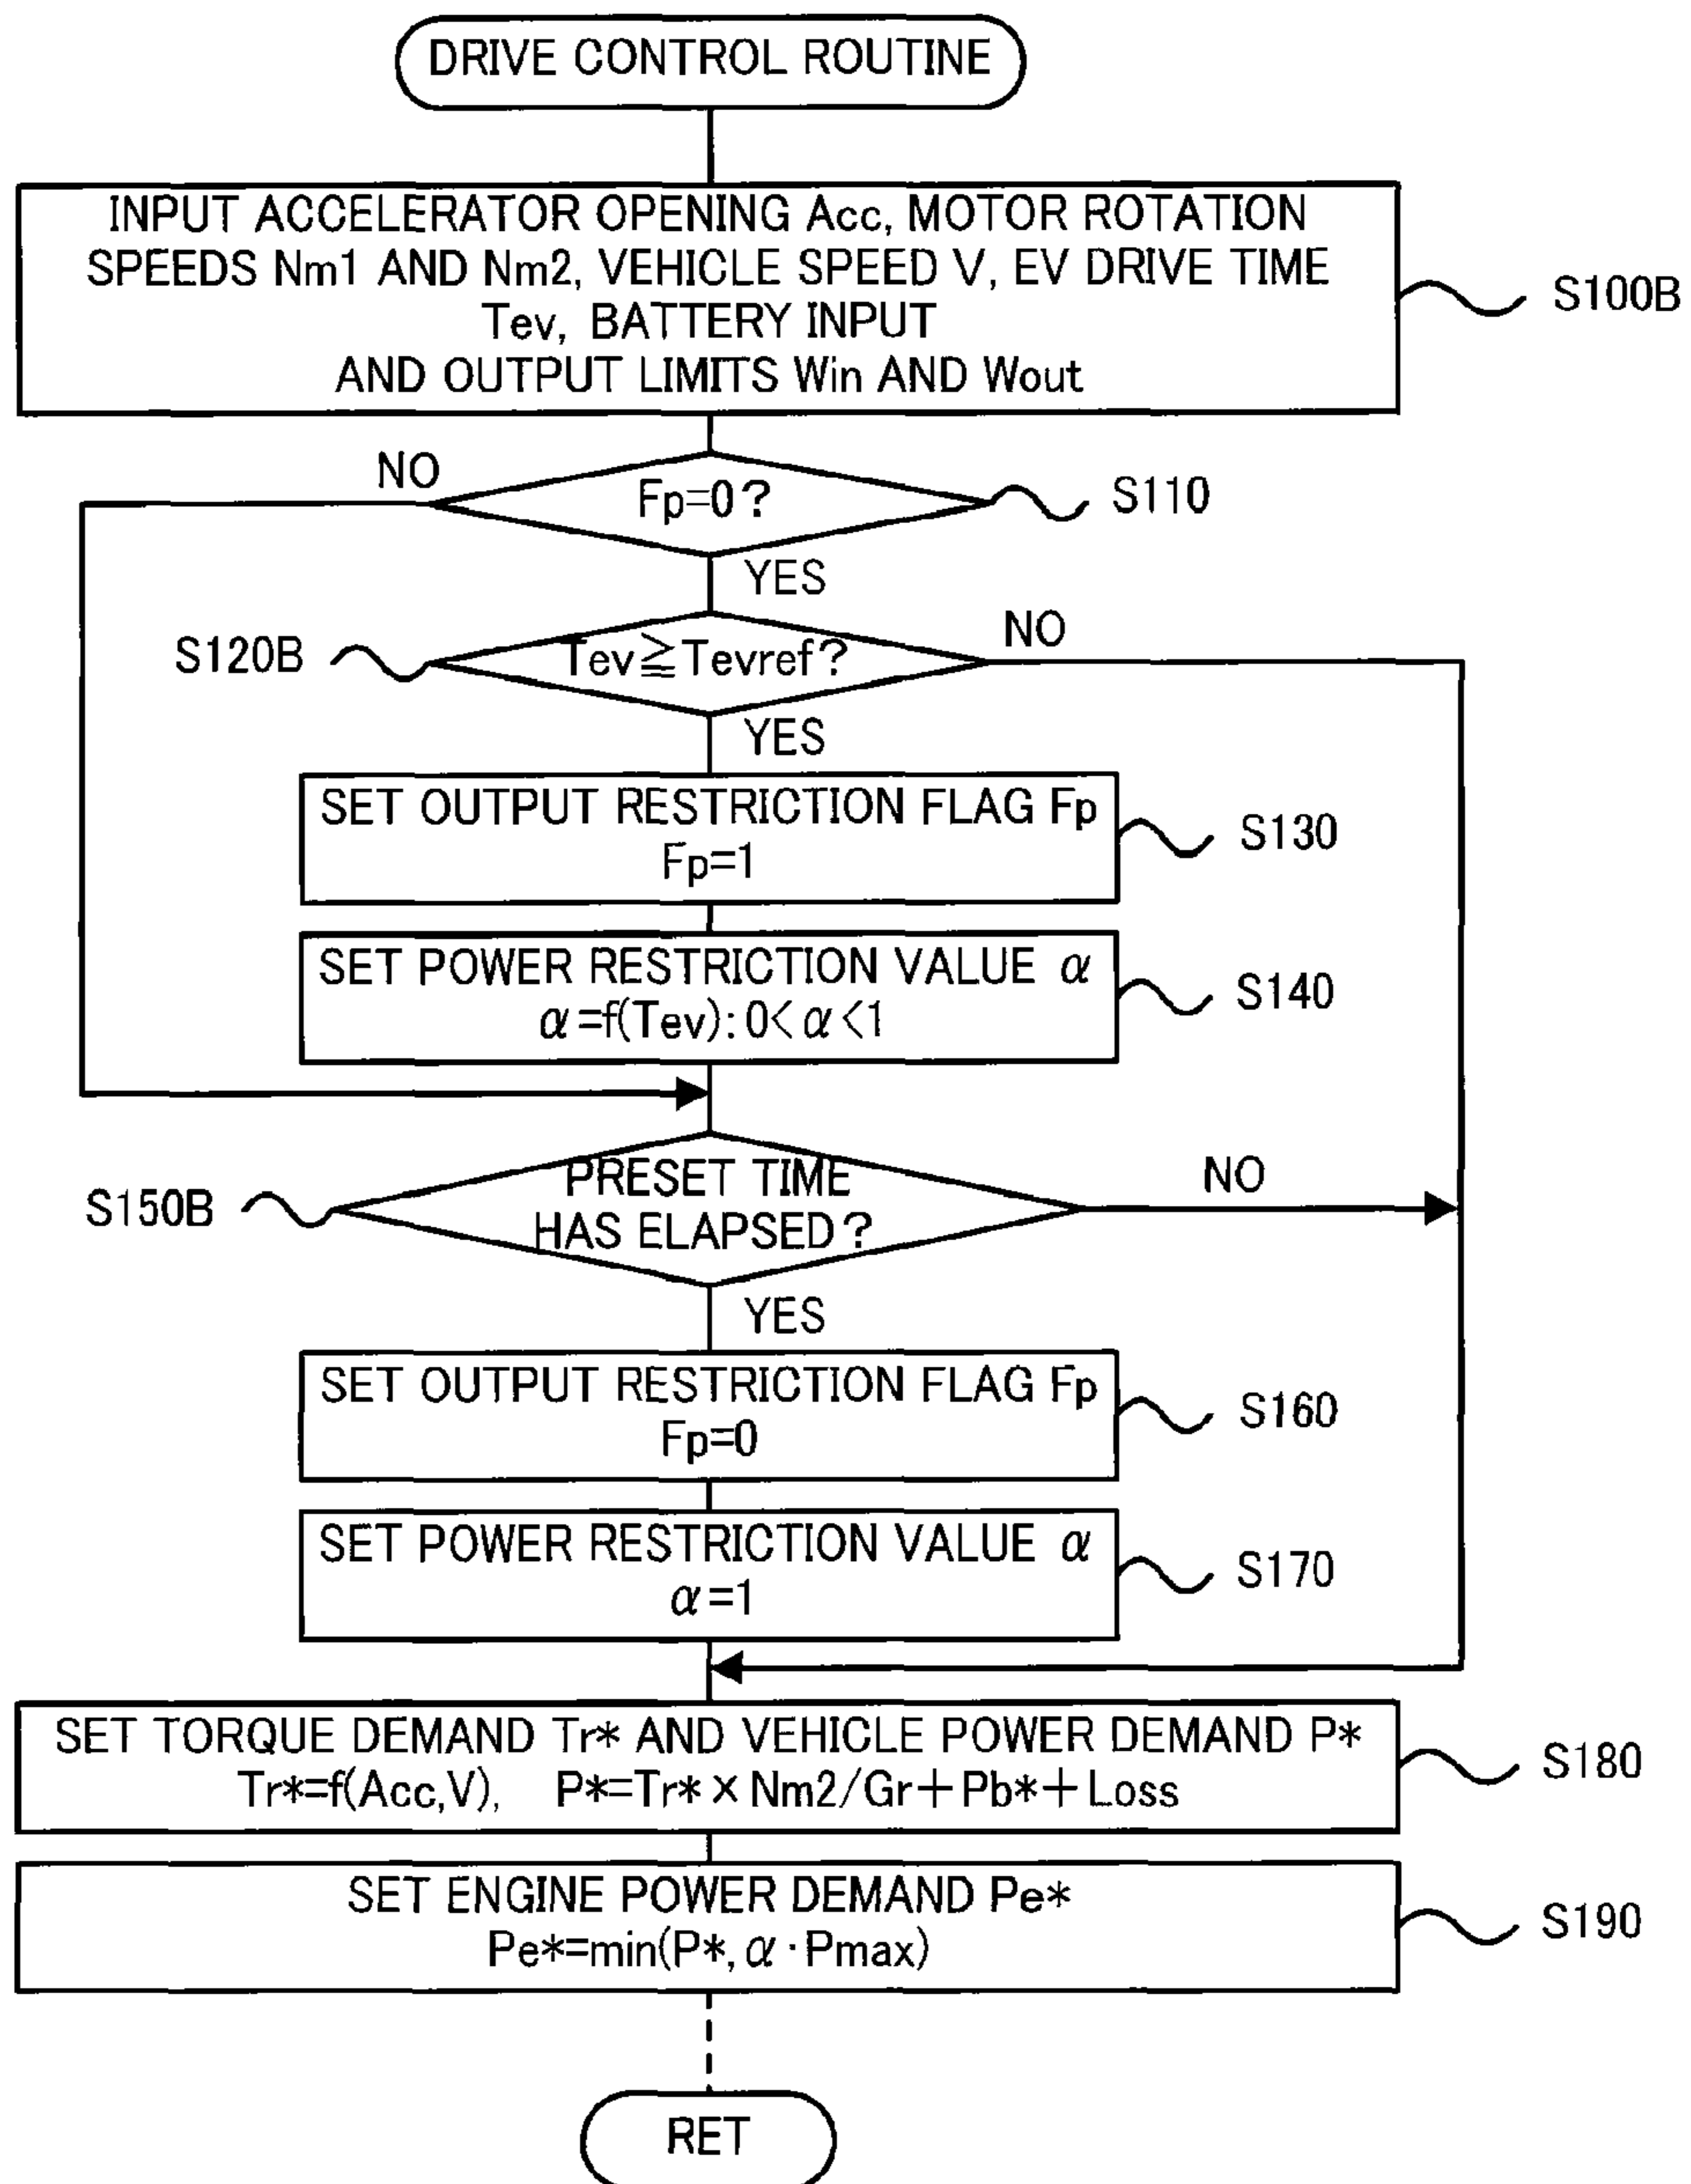 DRIVE CONTROL ROUTINE
INPUT ACCELERATOR OPENING Acc, MOTOR ROTATION
SPEEDS Nm1 AND Nm2, VEHICLE SPEED V, EV DRIVE TIME
Tev, BATTERY INPUT
AND OUTPUT LIMITS Win AND Wout
S100B
NO
Fp=0?
S110
YES
S120B
Tev≧Tevref?
NO
YES
SET OUTPUT RESTRICTION FLAG Fp
Fp=1
S130
SET POWER RESTRICTION VALUE α
α=f(Tev):0<α<1
S140
PRESET TIME
HAS ELAPSED?
S150B
NO
YES
SET OUTPUT RESTRICTION FLAG Fp
Fp=0
S160
SET POWER RESTRICTION VALUE α
α=1
S170
SET TORQUE DEMAND Tr* AND VEHICLE POWER DEMAND P*
Tr*=f(Acc,V), P*=Tr*×Nm2/Gr+Pb*+Loss
S180
SET ENGINE POWER DEMAND Pe*
Pe*=min(P*,α·Pmax)
S190
RET